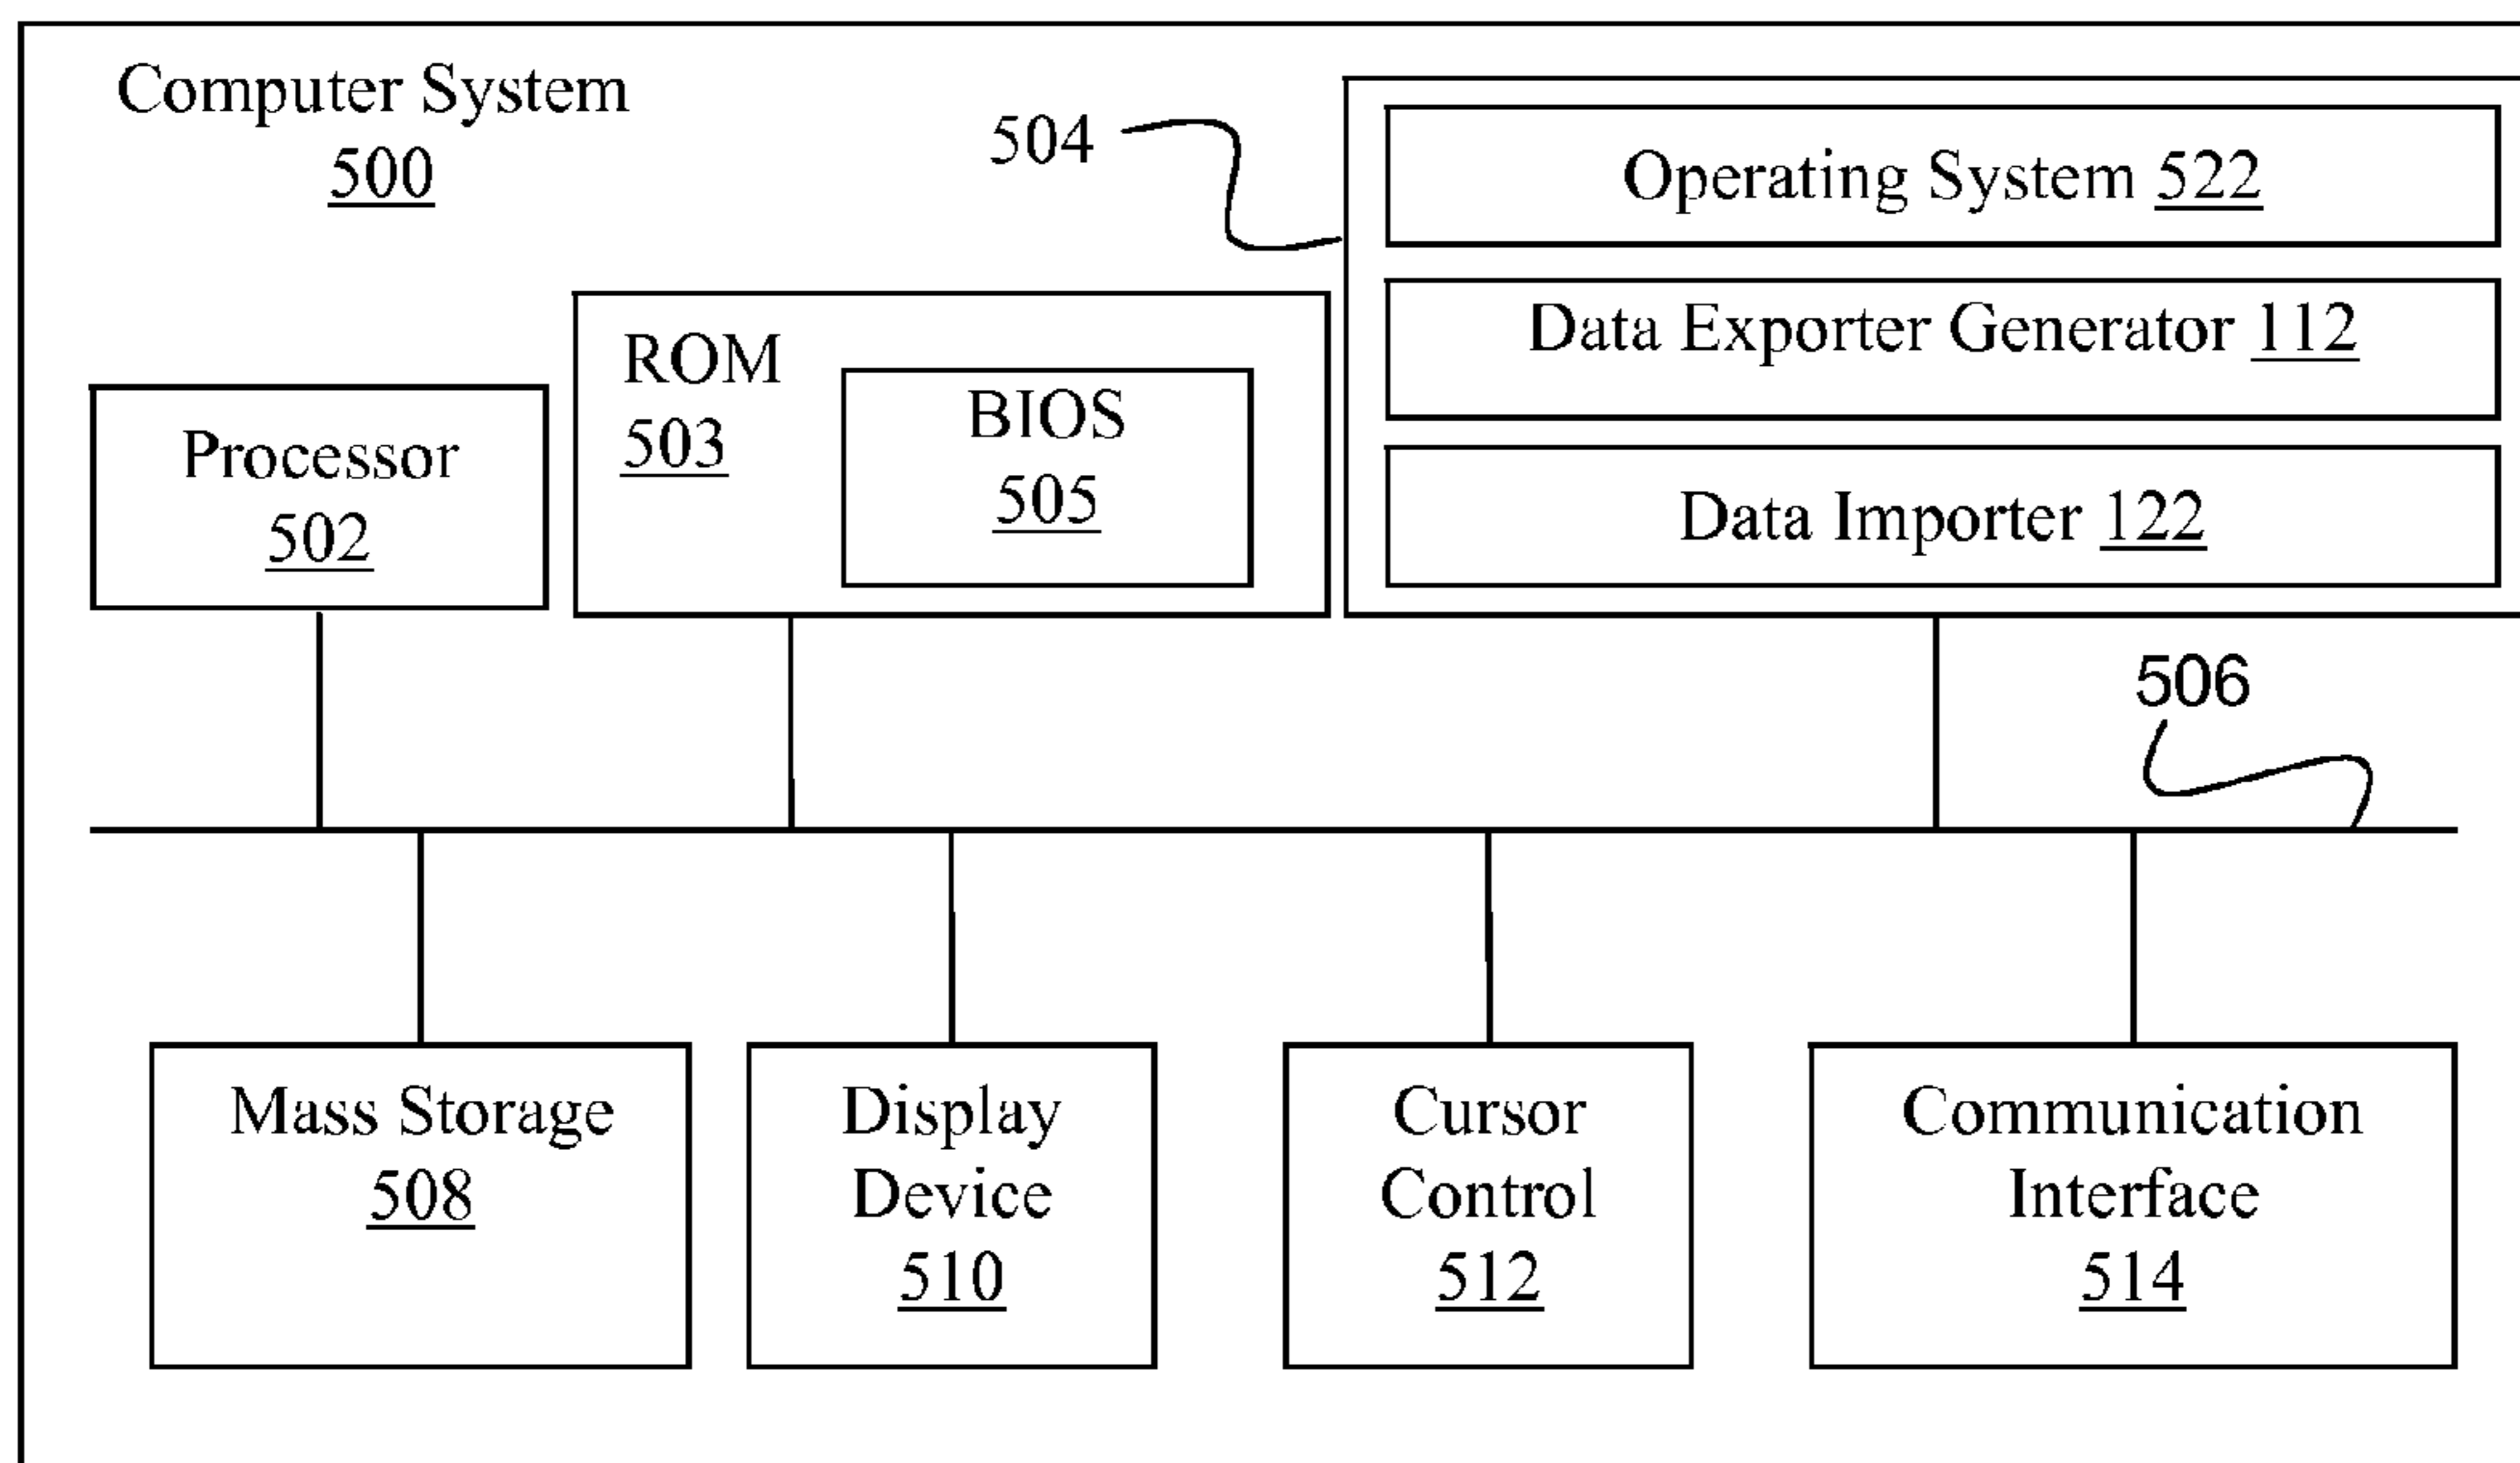 Computer System
500
504
Operating System 522
Data Exporter Generator 112
Data Importer 122
ROM
503
BIOS
505
Processor
502
506
Mass Storage
508
Display
Device
510
Cursor
Control
512
Communication
Interface
514